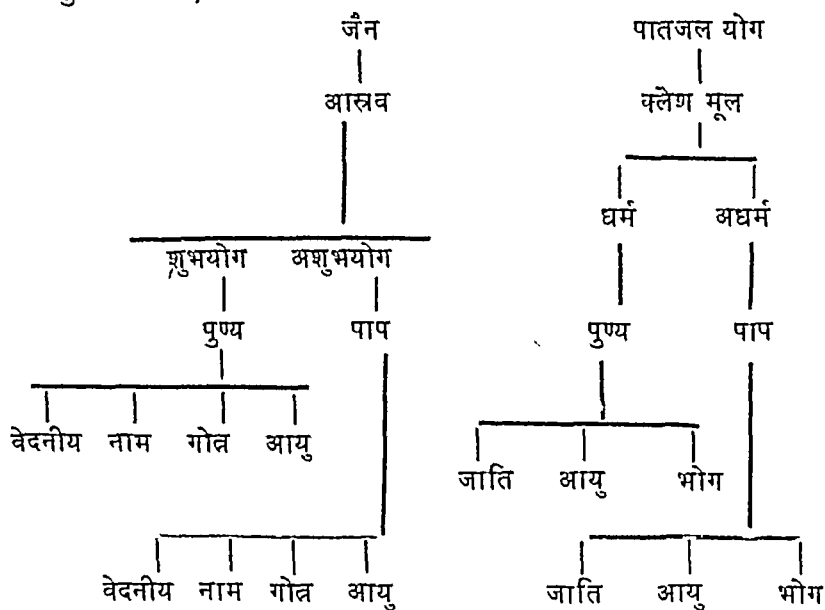 जैन पातजल योग
आस्रव क्लेश मूल
धर्म अधर्म
शुभयोग अशुभयोग
पुण्य पाप पुण्य पाप
वेदनीय नाम गोत्र आयु
जाति आयु भोग
वेदनीय नाम गोत्र आयु जाति आयु भोग